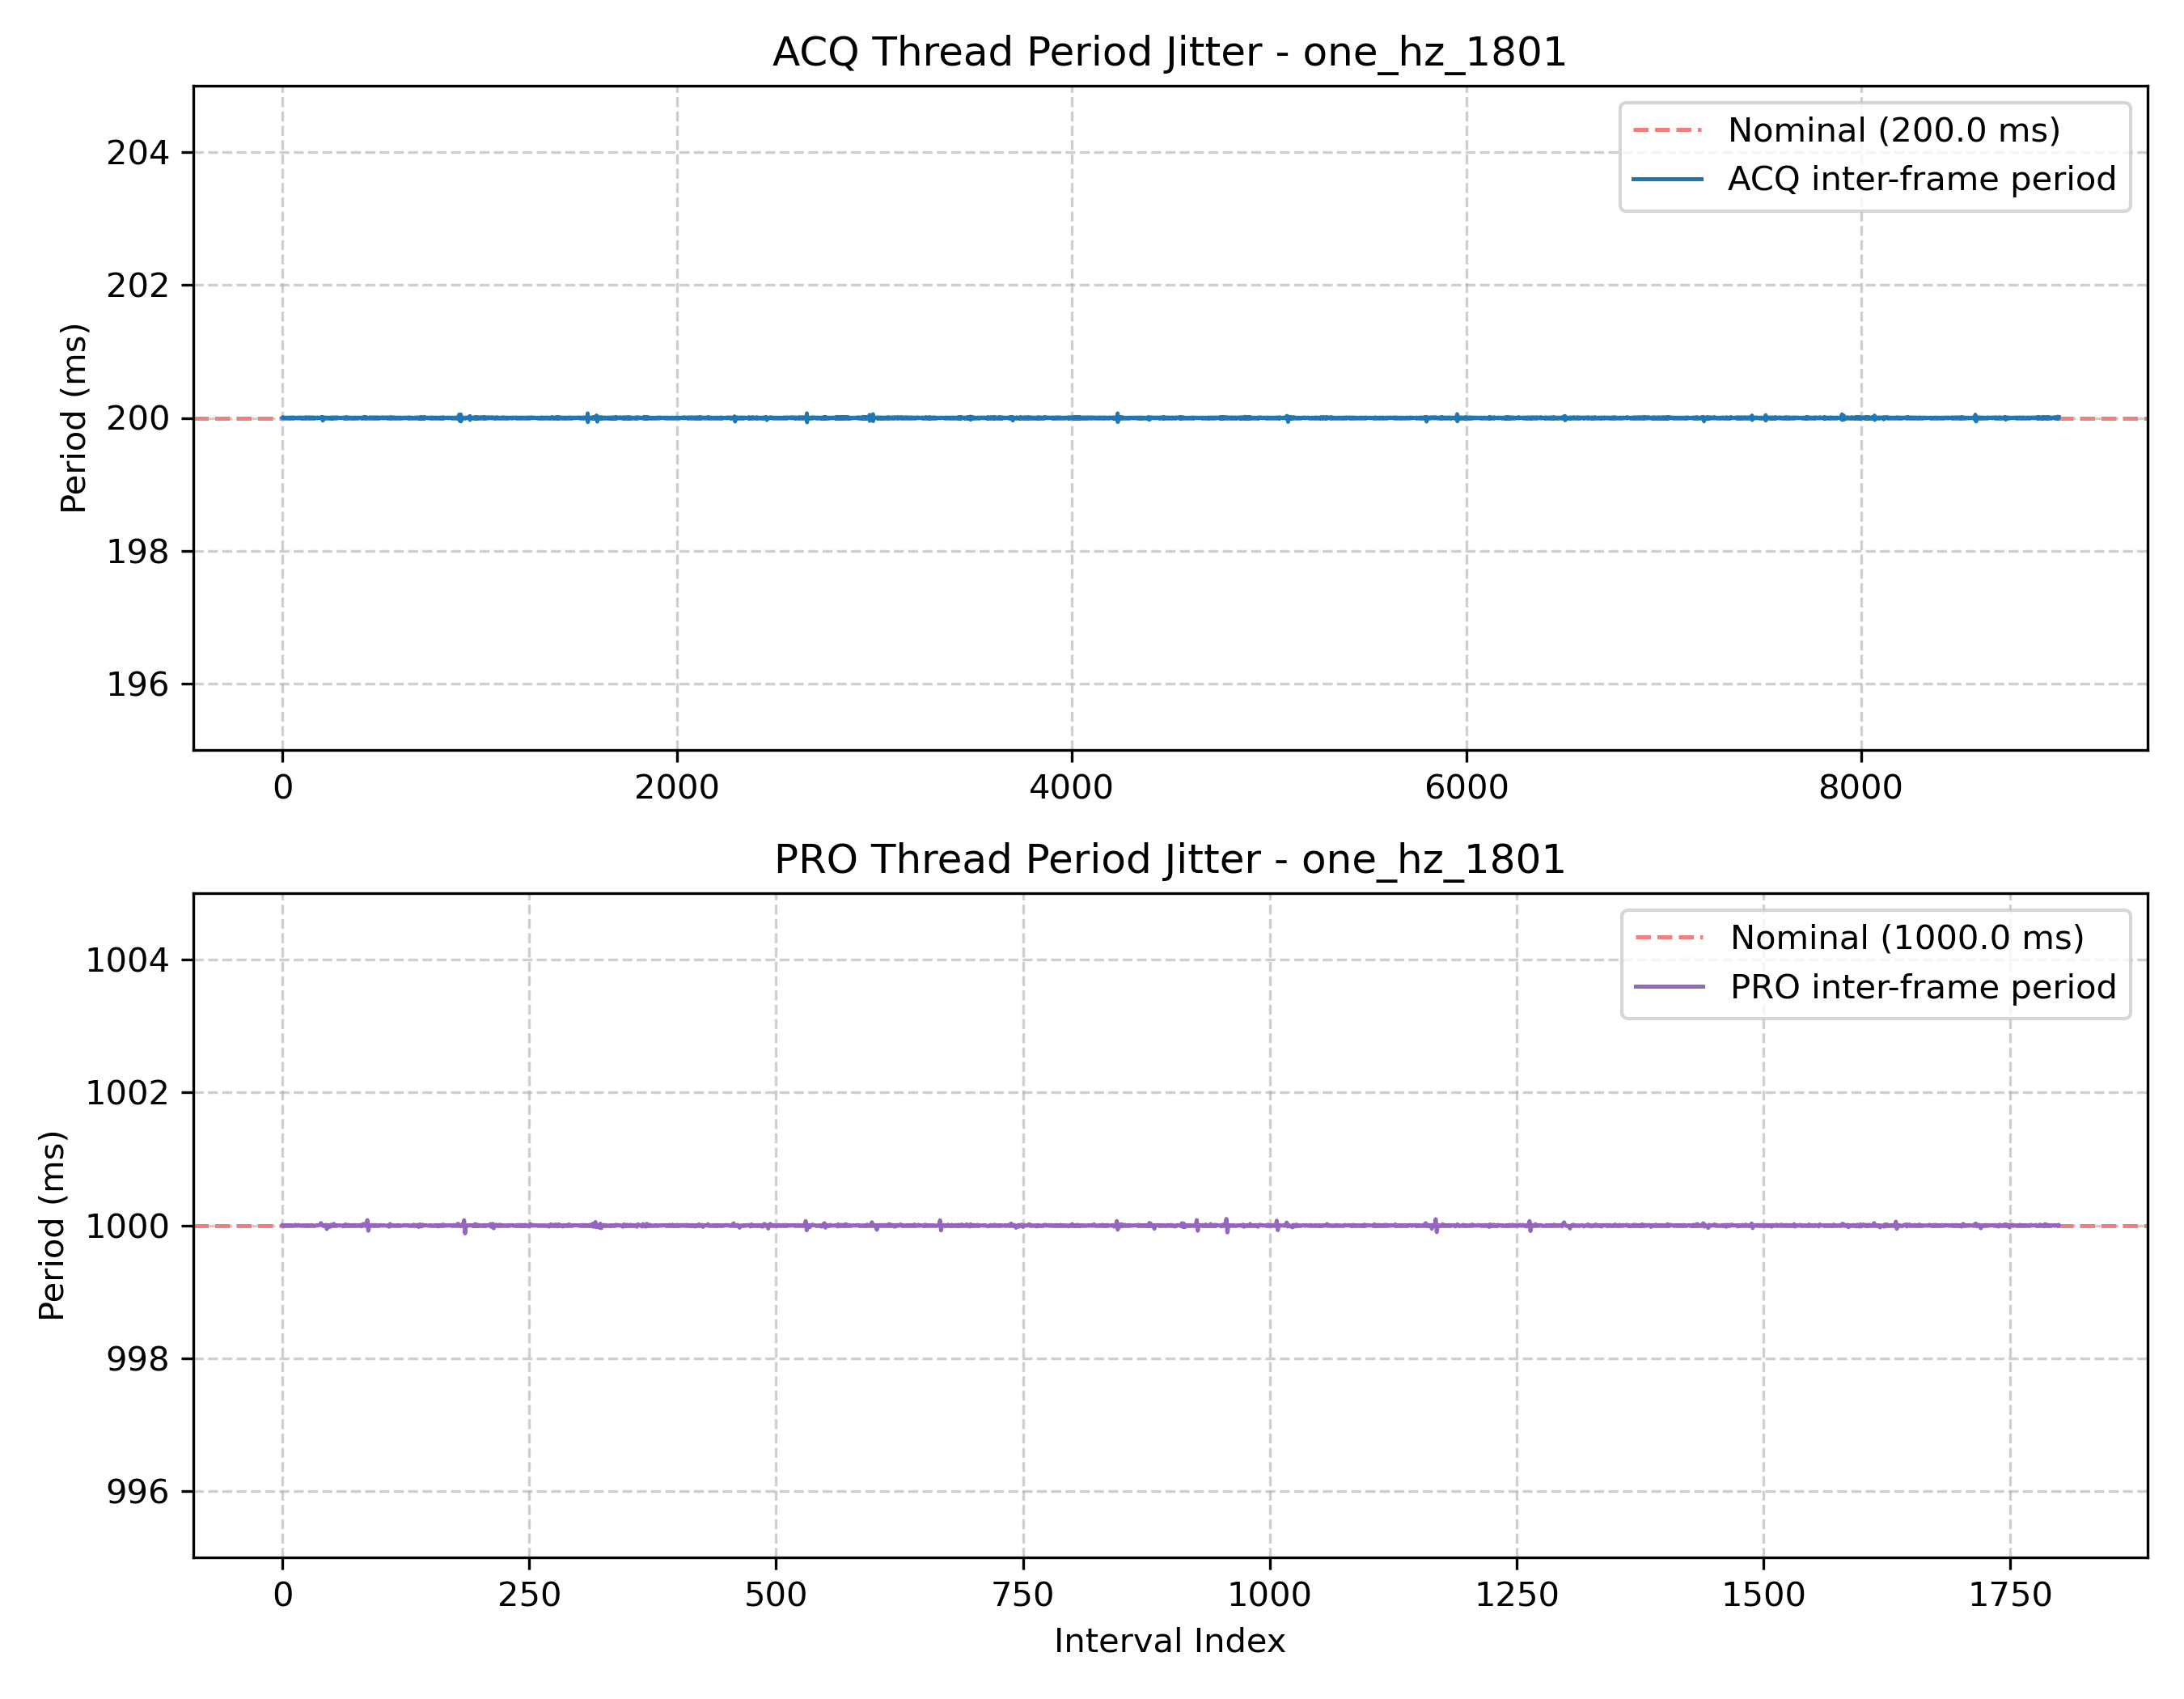 ACQ Thread Period Jitter - one_hz_1801
Nominal (200.0 ms)
ACQ inter-frame period
Period (ms)
204
202
200
198
196
0 2000 4000 6000 8000
PRO Thread Period Jitter - one_hz_1801
Nominal (1000.0 ms)
PRO inter-frame period
Period (ms)
1004
1002
1000
998
996
0 250 500 750 1000 1250 1500 1750
Interval Index